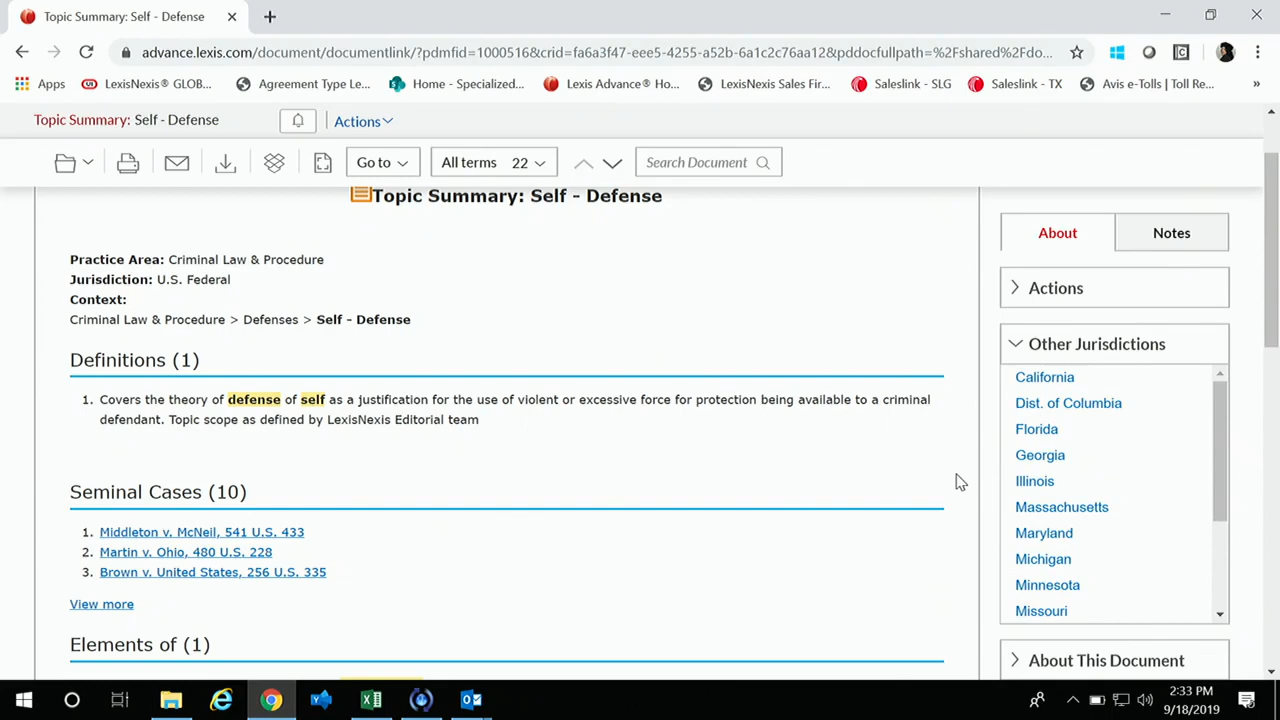 Topic Summary: Self - Defense
advance.lexis.com/document/documentlink/?pdmfid=1000516&crid=fa6a3f47-eee5-4255-a52b-6a1c2c76aa12&pddocfullpath=%2Fshared%2Fdo...
Apps LexisNexis® GLOB... Agreement Type Le... Home - Specialized... Lexis Advance® Ho... LexisNexis Sales Fir... Saleslink - SLG Saleslink - TX Avis e-Tolls | Toll Re... »
Topic Summary: Self - Defense Actions
Go to All terms 22 Search Document
Topic Summary: Self - Defense
Practice Area: Criminal Law & Procedure
Jurisdiction: U.S. Federal
Context:
Criminal Law & Procedure > Defenses > Self - Defense
Definitions (1)
1. Covers the theory of defense of self as a justification for the use of violent or excessive force for protection being available to a criminal
defendant. Topic scope as defined by LexisNexis Editorial team
Seminal Cases (10)
1. Middleton v. McNeil, 541 U.S. 433
2. Martin v. Ohio, 480 U.S. 228
3. Brown v. United States, 256 U.S. 335
View more
Elements of (1)
About Notes
Actions
Other Jurisdictions
California
Dist. of Columbia
Florida
Georgia
Illinois
Massachusetts
Maryland
Michigan
Minnesota
Missouri
About This Document
2:33 PM
9/18/2019